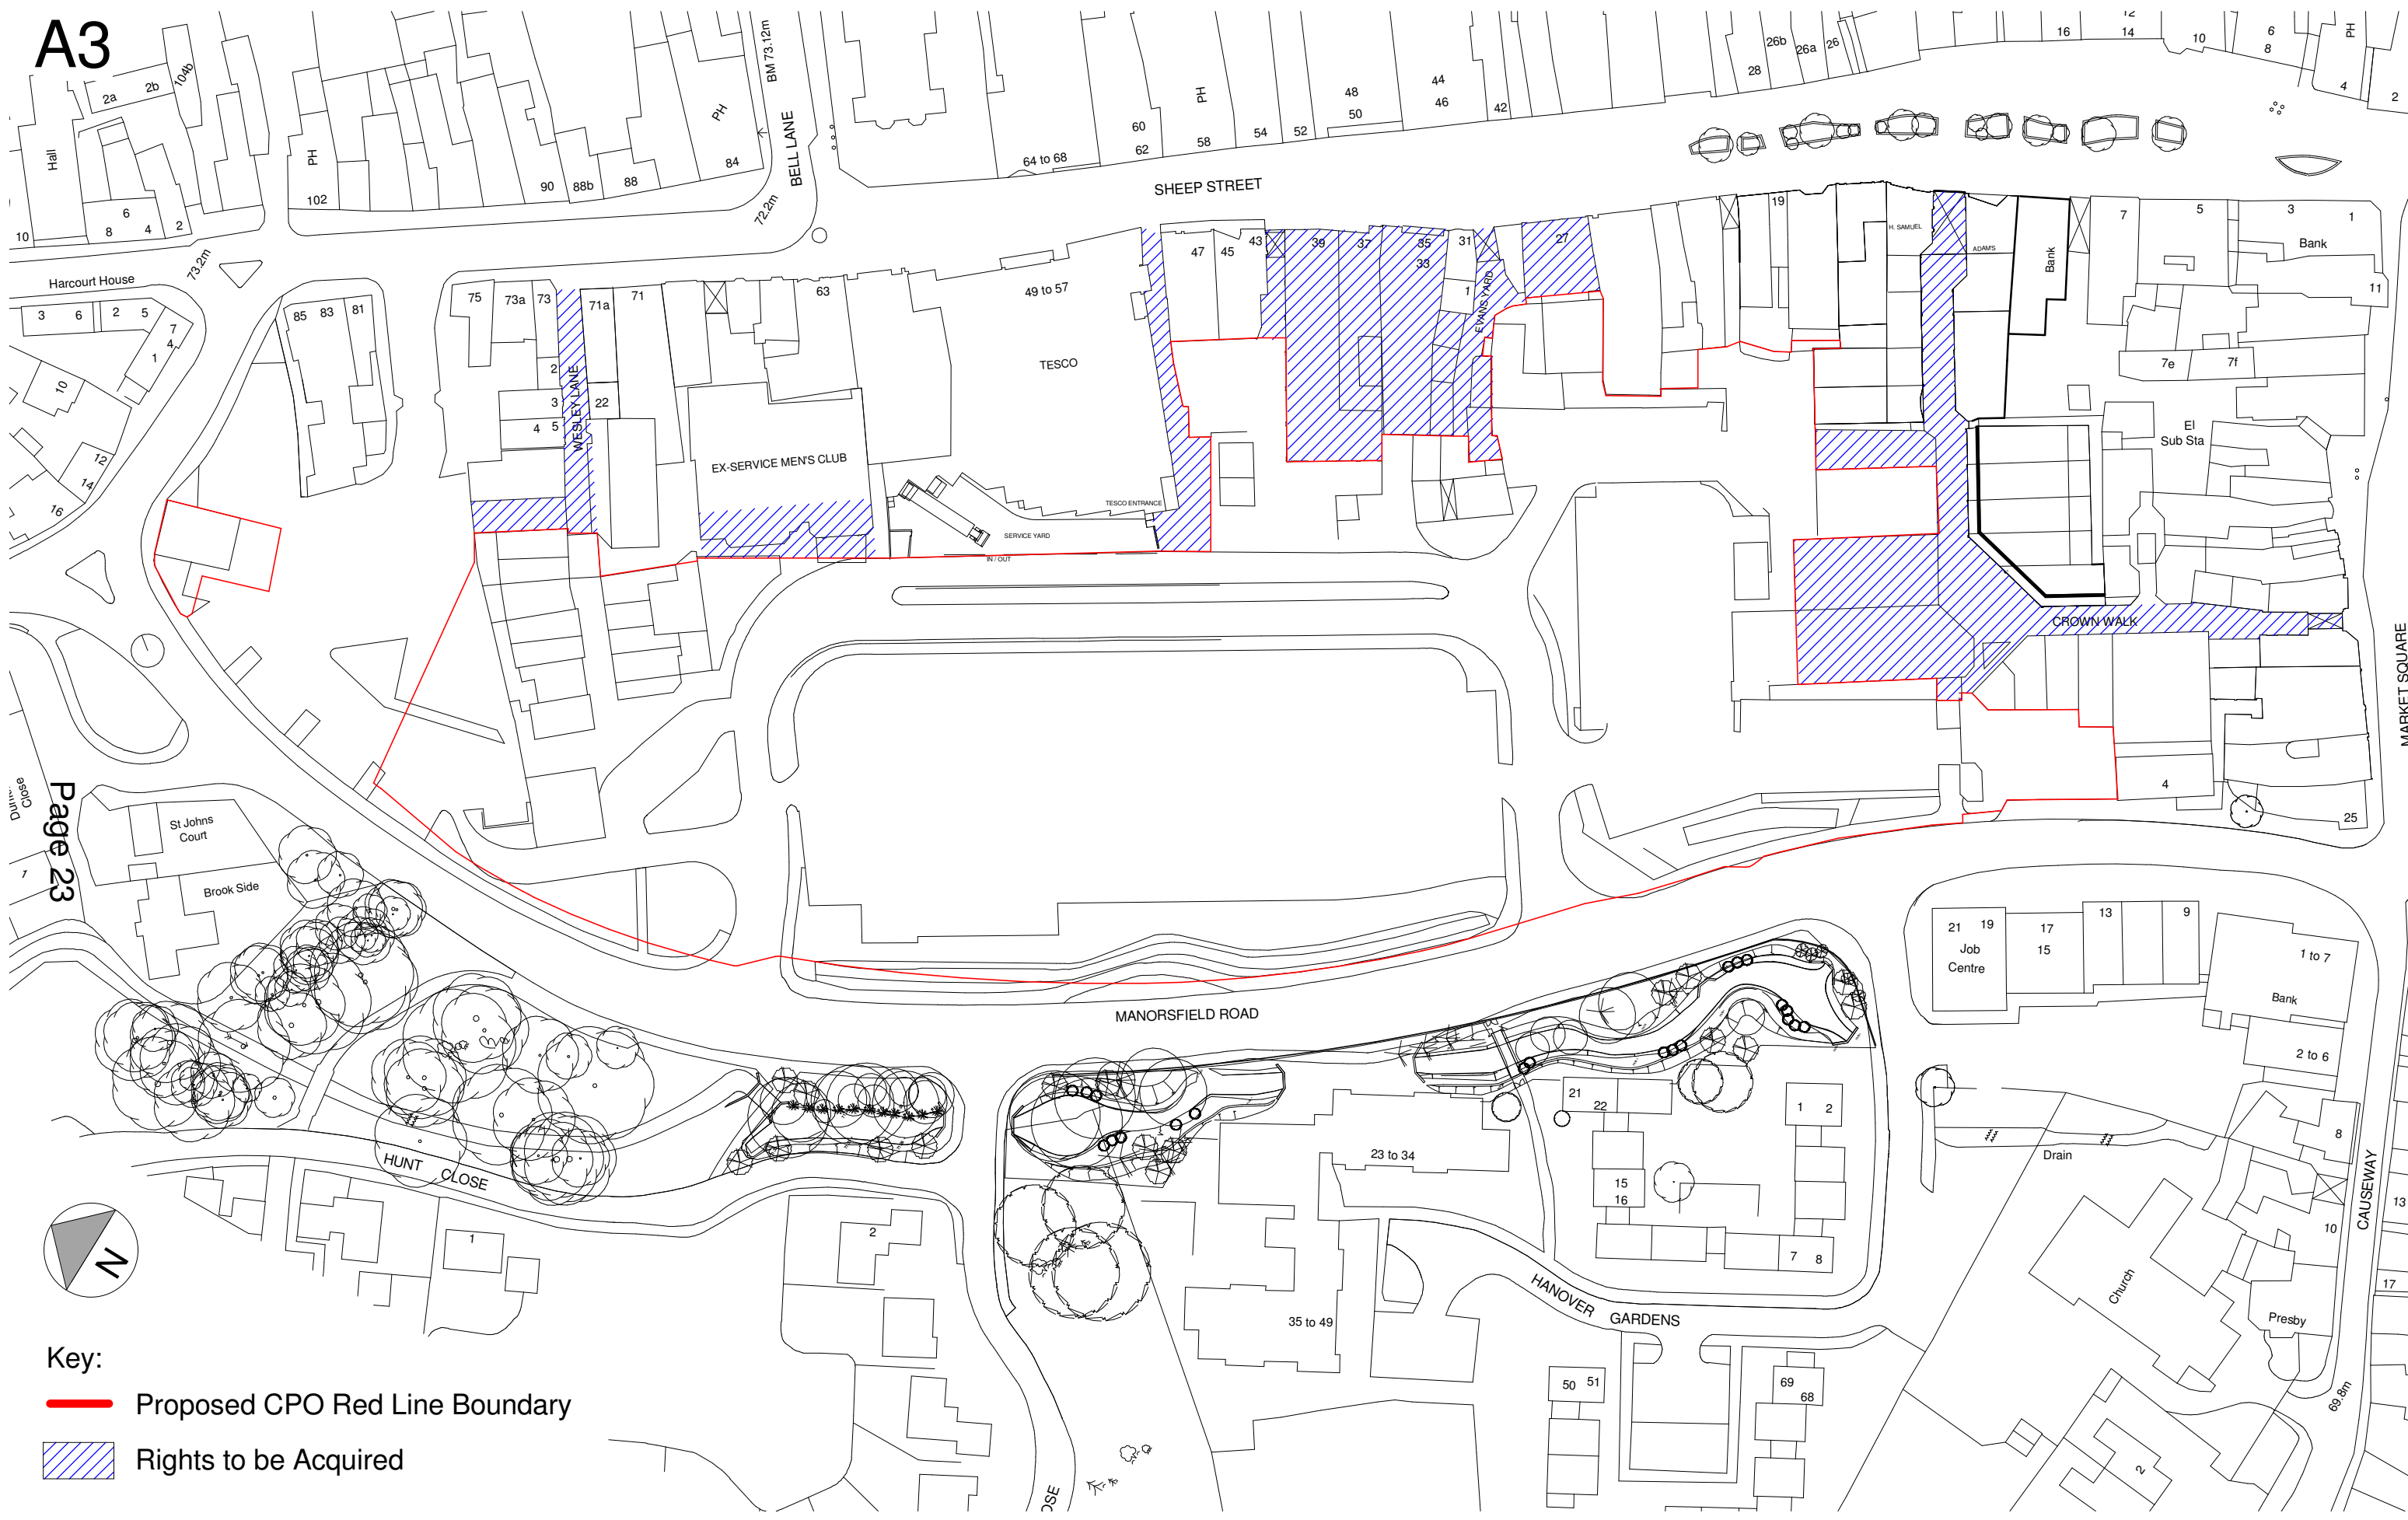 A3
2a
2b
104b
Hall
10
6
8
4
2
PH
102
90
88b
88
PH
84
BM 73.12m
BELL LANE
72.2m
73.2m
64 to 68
60
62
PH
58
54
52
48
50
44
46
42
28
26b
26a
26
16
12
14
10
6
8
PH
4
2
SHEEP STREET
Harcourt House
3
6
2
5
7
4
1
10
12
14
16
85
83
81
75
73a
73
71a
71
63
49 to 57
TESCO
47
45
43
39
37
35
33
31
1
EVANS YARD
27
19
H. SAMUEL
ADAM'S
Bank
7
5
3
1
Bank
11
7e
7f
El
Sub Sta
2
3
4
5
22
WESLEY LANE
EX-SERVICE MEN'S CLUB
TESCO ENTRANCE
SERVICE YARD
IN / OUT
CROWN WALK
MARKET SQUARE
4
25
Close
Page 23
1
St Johns
Court
Brook Side
MANORSFIELD ROAD
21
19
Job
Centre
17
15
13
9
1 to 7
Bank
2 to 6
8
Drain
10
CAUSEWAY
13
17
Church
Presby
69.8m
2
HUNT CLOSE
1
2
21
22
1
2
23 to 34
15
16
7
8
35 to 49
HANOVER GARDENS
50
51
69
68
OSE
N
Key:
Proposed CPO Red Line Boundary
Rights to be Acquired